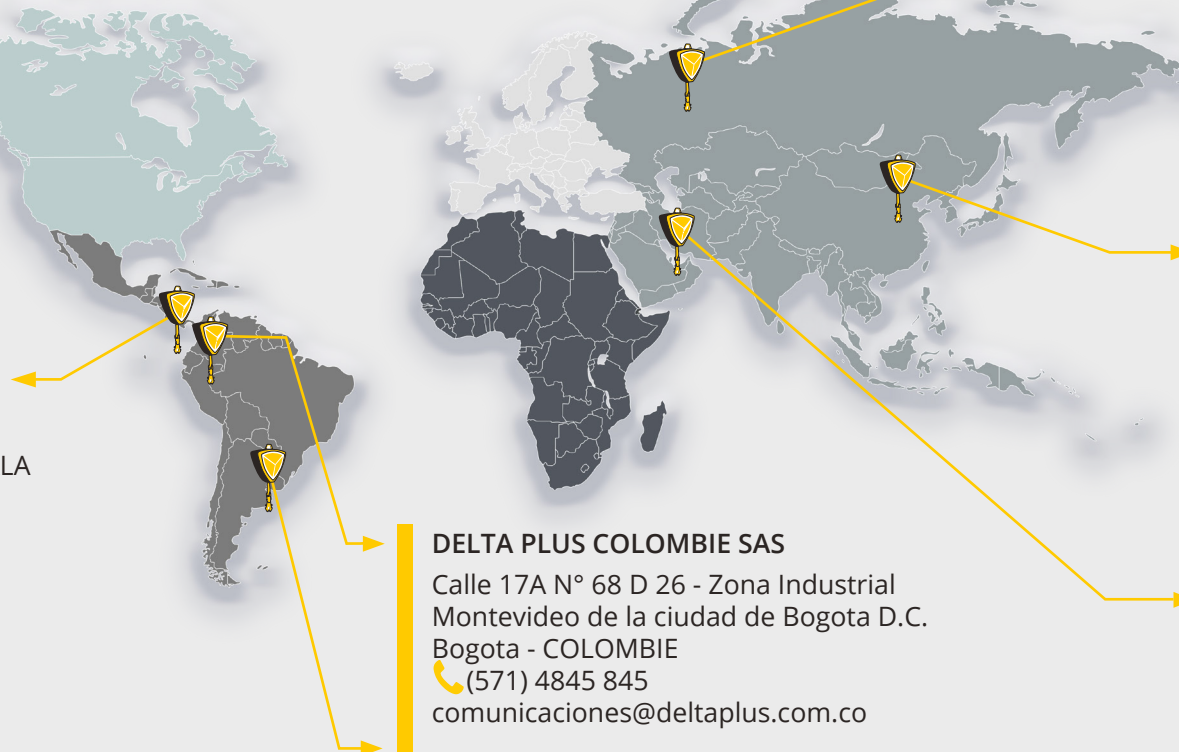 LA
DELTA PLUS COLOMBIE SAS
Calle 17A N° 68 D 26 - Zona Industrial
Montevideo de la ciudad de Bogota D.C.
Bogota - COLOMBIE
(571) 4845 845
comunicaciones@deltaplus.com.co